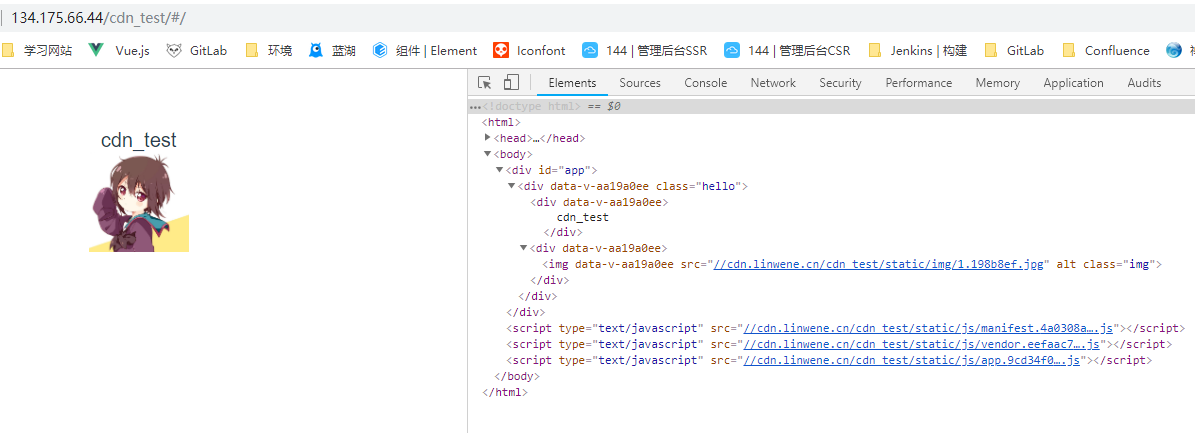 134.175.66.44/cdn_test/#/
学习网站 Vue.js GitLab 环境 蓝湖 组件 | Element Iconfont 144 | 管理后台SSR 144 | 管理后台CSR Jenkins | 构建 GitLab Confluence
Elements Sources Console Network Security Performance Memory Application Audits
cdn_test
…<!doctype html> == $0
<html>
<head>…</head>
<body>
<div id="app">
<div data-v-aa19a0ee class="hello">
<div data-v-aa19a0ee>
cdn_test
</div>
<div data-v-aa19a0ee>
<img data-v-aa19a0ee src="//cdn.linwene.cn/cdn_test/static/img/1.198b8ef.jpg" alt class="img">
</div>
</div>
</div>
<script type="text/javascript" src="//cdn.linwene.cn/cdn_test/static/js/manifest.4a0308a….js"></script>
<script type="text/javascript" src="//cdn.linwene.cn/cdn_test/static/js/vendor.eefaac7….js"></script>
<script type="text/javascript" src="//cdn.linwene.cn/cdn_test/static/js/app.9cd34f0….js"></script>
</body>
</html>